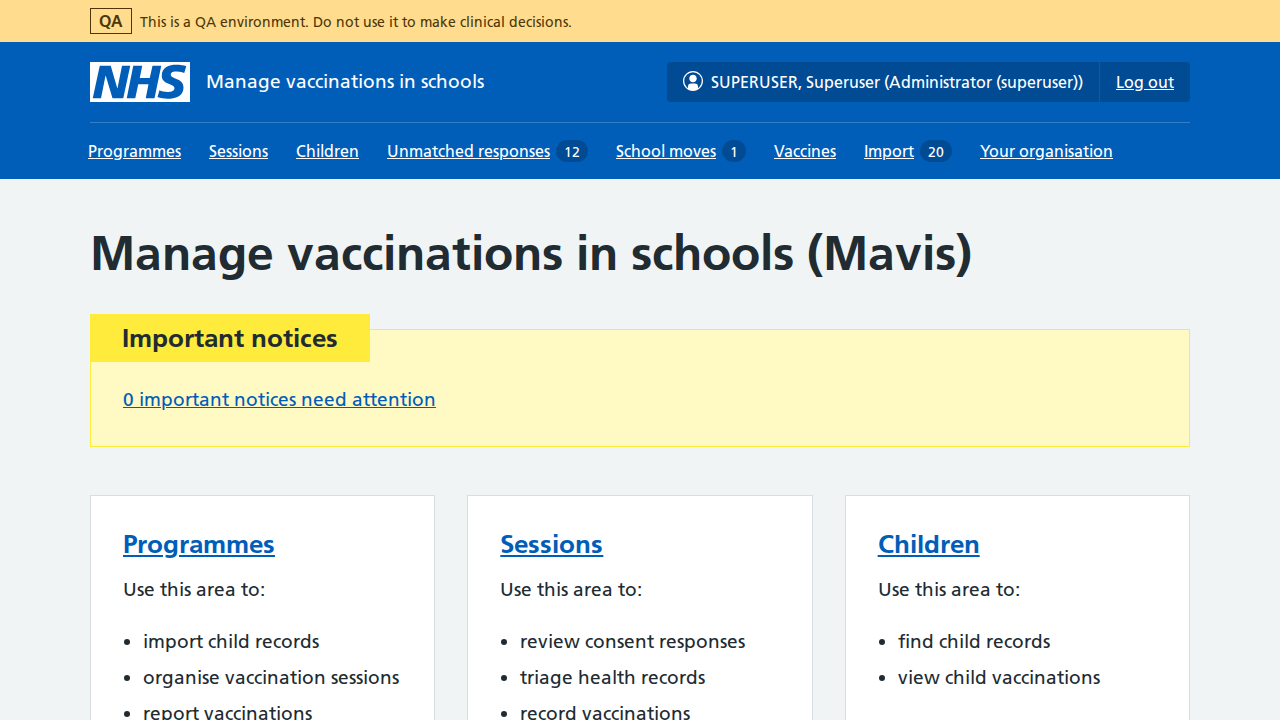 QA This is a QA environment. Do not use it to make clinical decisions.
NHS Manage vaccinations in schools SUPERUSER, Superuser (Administrator (superuser)) Log out
Programmes Sessions Children Unmatched responses 12 School moves 1 Vaccines Import 20 Your organisation
Manage vaccinations in schools (Mavis)
Important notices
0 important notices need attention
Programmes
Use this area to:
• import child records
• organise vaccination sessions
• report vaccinations
Sessions
Use this area to:
• review consent responses
• triage health records
• record vaccinations
Children
Use this area to:
• find child records
• view child vaccinations